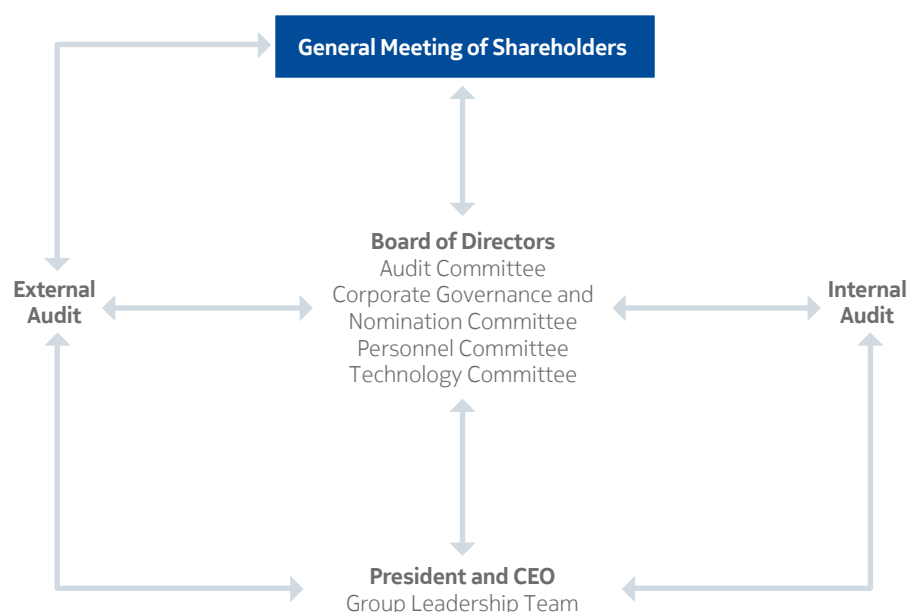 General Meeting of Shareholders
Board of Directors
Audit Committee
Corporate Governance and
Nomination Committee
Personnel Committee
Technology Committee
External
Audit
Internal
Audit
President and CEO
Group Leadership Team